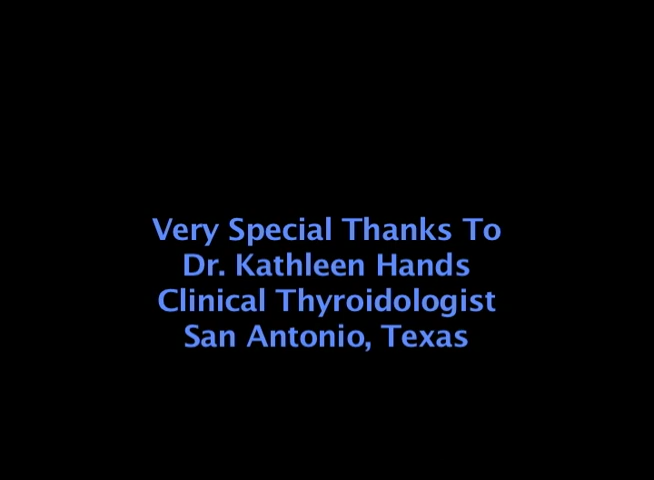 Very Special Thanks To
Dr. Kathleen Hands
Clinical Thyroidologist
San Antonio, Texas